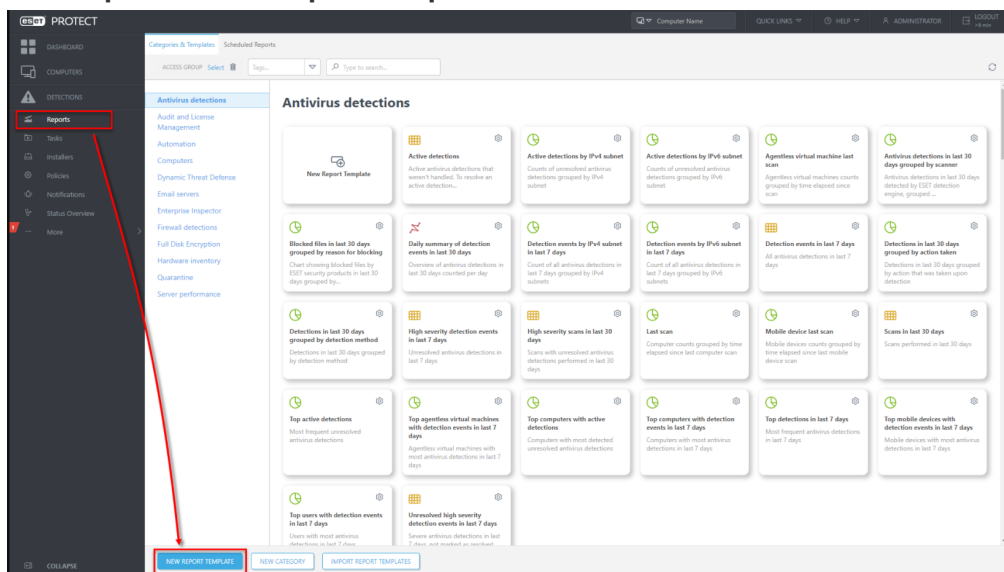 eset PROTECT
Computer Name
QUICK LINKS
HELP
ADMINISTRATOR
LOGOUT
>8 min
DASHBOARD
COMPUTERS
DETECTIONS
Reports
Tasks
Installers
Policies
Notifications
Status Overview
More
COLLAPSE
Categories & Templates
Scheduled Reports
ACCESS GROUP
Select
Tags...
Type to search...
Antivirus detections
Audit and License
Management
Automation
Computers
Dynamic Threat Defense
Email servers
Enterprise Inspector
Firewall detections
Full Disk Encryption
Hardware inventory
Quarantine
Server performance
Antivirus detections
New Report Template
Active detections
Active antivirus detections that
weren't handled. To resolve an
active detection...
Active detections by IPv4 subnet
Counts of unresolved antivirus
detections grouped by IPv4
subnet
Active detections by IPv6 subnet
Counts of unresolved antivirus
detections grouped by IPv6
subnet
Agentless virtual machine last
scan
Agentless virtual machines counts
grouped by time elapsed since
scan
Antivirus detections in last 30
days grouped by scanner
Antivirus detections in last 30 days
detected by ESET detection
engine, grouped ...
Blocked files in last 30 days
grouped by reason for blocking
Chart showing blocked files by
ESET security products in last 30
days grouped by...
Daily summary of detection
events in last 30 days
Overview of antivirus detections in
last 30 days counted per day
Detection events by IPv4 subnet
in last 7 days
Count of all antivirus detections in
last 7 days grouped by IPv4
subnets
Detection events by IPv6 subnet
in last 7 days
Count of all antivirus detections in
last 7 days grouped by IPv6
subnets
Detection events in last 7 days
All antivirus detections in last 7
days
Detections in last 30 days
grouped by action taken
Detections in last 30 days grouped
by action that was taken upon
detection
Detections in last 30 days
grouped by detection method
Detections in last 30 days grouped
by detection method
High severity detection events
in last 7 days
Unresolved antivirus detections in
last 7 days
High severity scans in last 30
days
Scans with unresolved antivirus
detections performed in last 30
days
Last scan
Computer counts grouped by time
elapsed since last computer scan
Mobile device last scan
Mobile devices counts grouped by
time elapsed since last mobile
device scan
Scans in last 30 days
Scans performed in last 30 days
Top active detections
Most frequent unresolved
antivirus detections
Top agentless virtual machines
with detection events in last 7
days
Agentless virtual machines with
most antivirus detections in last 7
days
Top computers with active
detections
Computers with most detected
unresolved antivirus detections
Top computers with detection
events in last 7 days
Computers with most antivirus
detections in last 7 days
Top detections in last 7 days
Most frequent antivirus detections
in last 7 days
Top mobile devices with
detection events in last 7 days
Mobile devices with most antivirus
detections in last 7 days
Top users with detection events
in last 7 days
Users with most antivirus
detections in last 7 days
Unresolved high severity
detection events in last 7 days
Severe antivirus detections in last
7 days, not marked as resolved
NEW REPORT TEMPLATE
NEW CATEGORY
IMPORT REPORT TEMPLATES